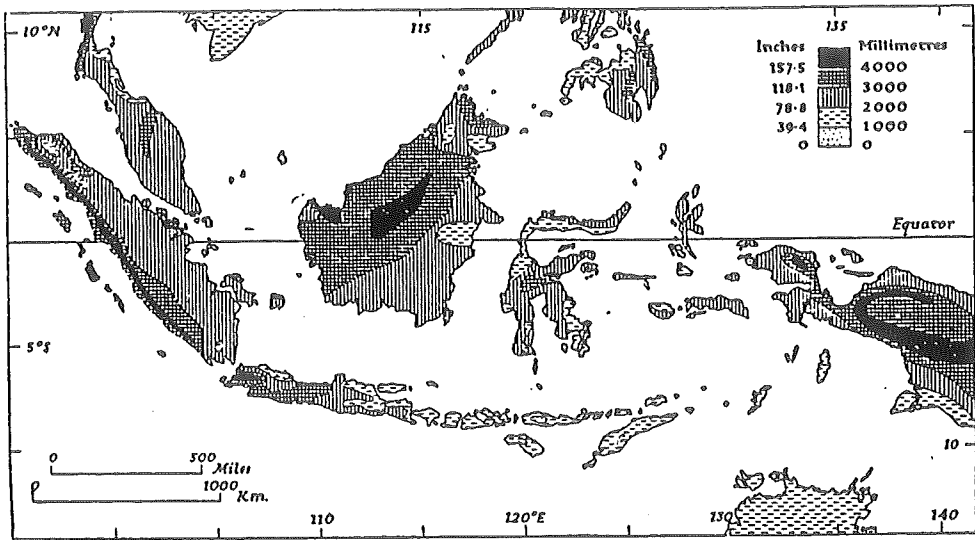 10°N
115
135
Inches Millimetres
157·5 4000
118·1 3000
78·8 2000
39·4 1000
0 0
Equator
5°S
10
0 500 Miles
0 1000 Km.
110 120°E 130 140